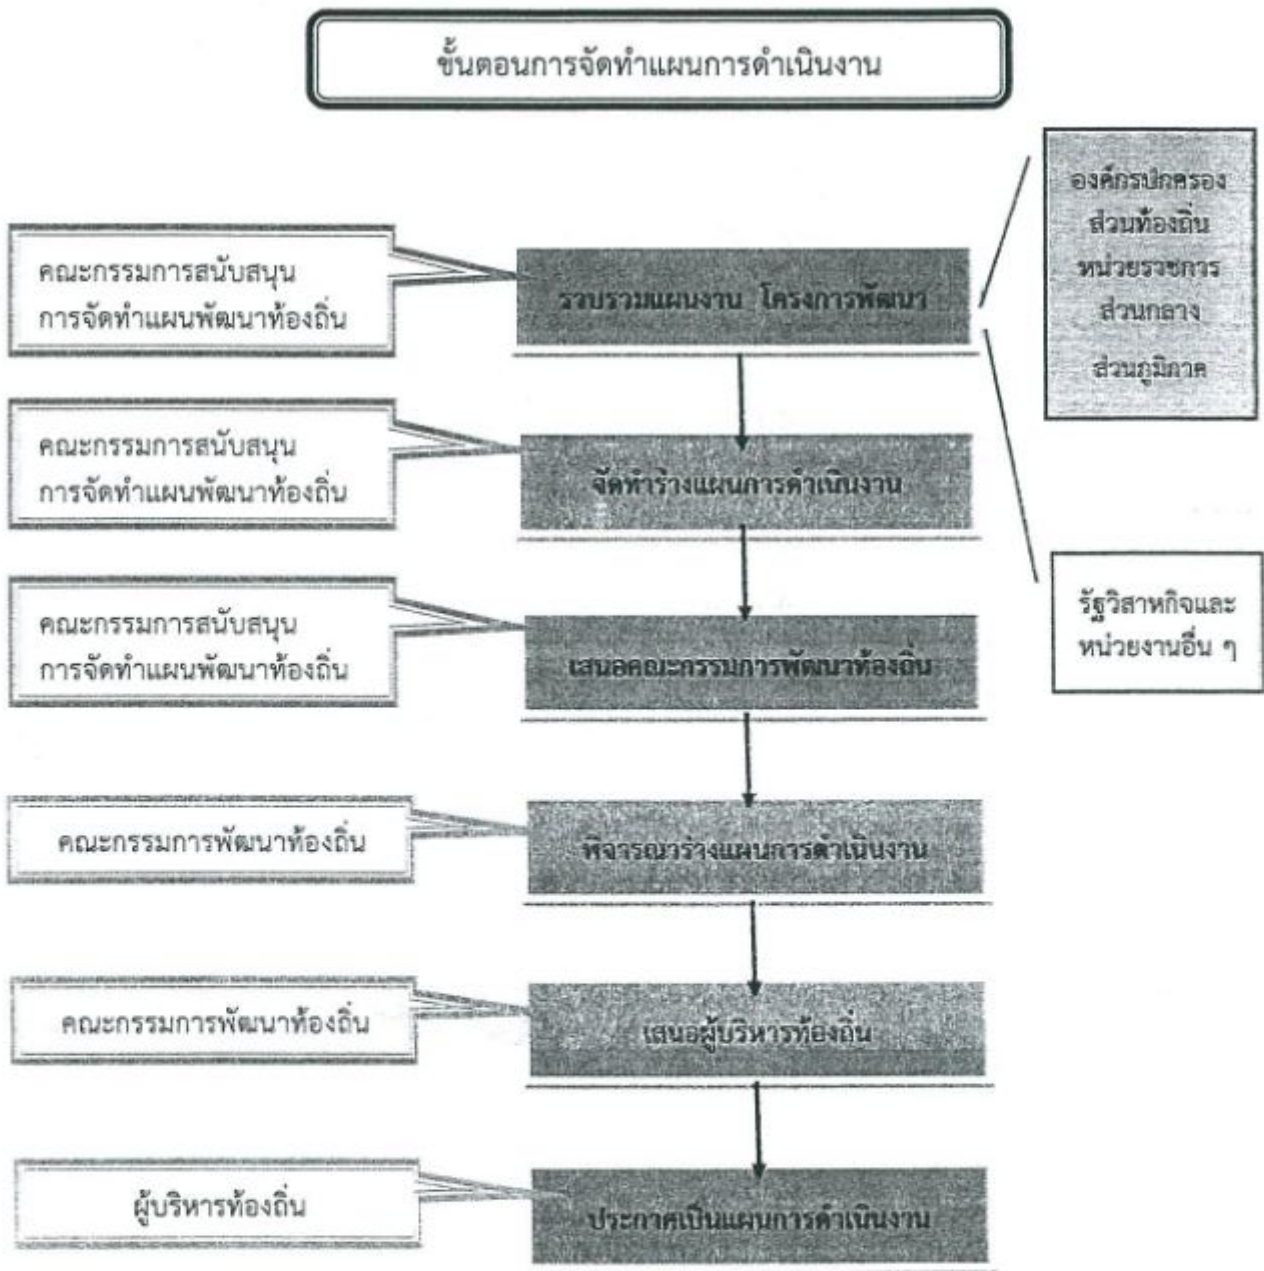 ขั้นตอนการจัดทำแผนการดำเนินงาน
องค์กรปกครอง
ส่วนท้องถิ่น
หน่วยราชการ
ส่วนกลาง
ส่วนภูมิภาค
คณะกรรมการสนับสนุน
การจัดทำแผนพัฒนาท้องถิ่น
รวบรวมแผนงาน โครงการพัฒนา
คณะกรรมการสนับสนุน
การจัดทำแผนพัฒนาท้องถิ่น
จัดทำร่างแผนการดำเนินงาน
รัฐวิสาหกิจและ
หน่วยงานอื่น ๆ
คณะกรรมการสนับสนุน
การจัดทำแผนพัฒนาท้องถิ่น
เสนอคณะกรรมการพัฒนาท้องถิ่น
คณะกรรมการพัฒนาท้องถิ่น
พิจารณาร่างแผนการดำเนินงาน
คณะกรรมการพัฒนาท้องถิ่น
เสนอผู้บริหารท้องถิ่น
ผู้บริหารท้องถิ่น
ประกาศเป็นแผนการดำเนินงาน